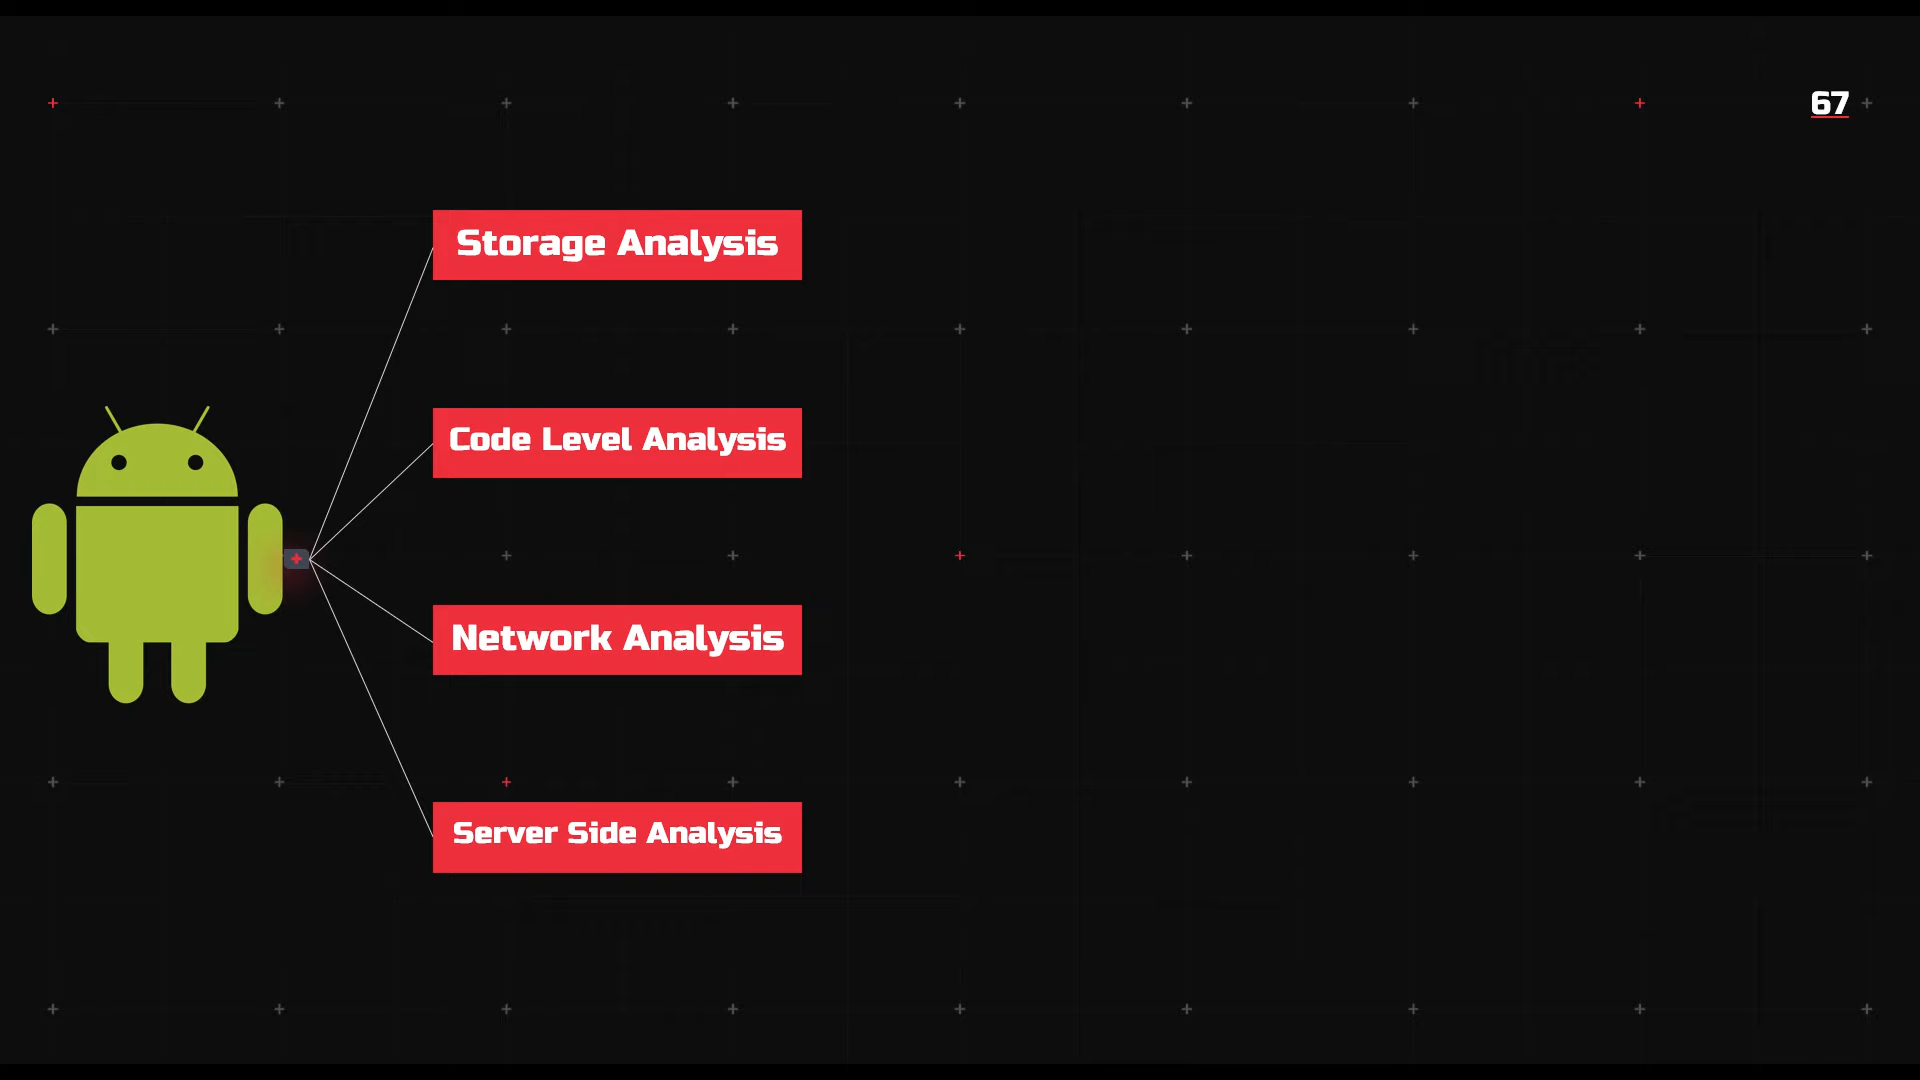 67
Storage Analysis
Code Level Analysis
Network Analysis
Server Side Analysis